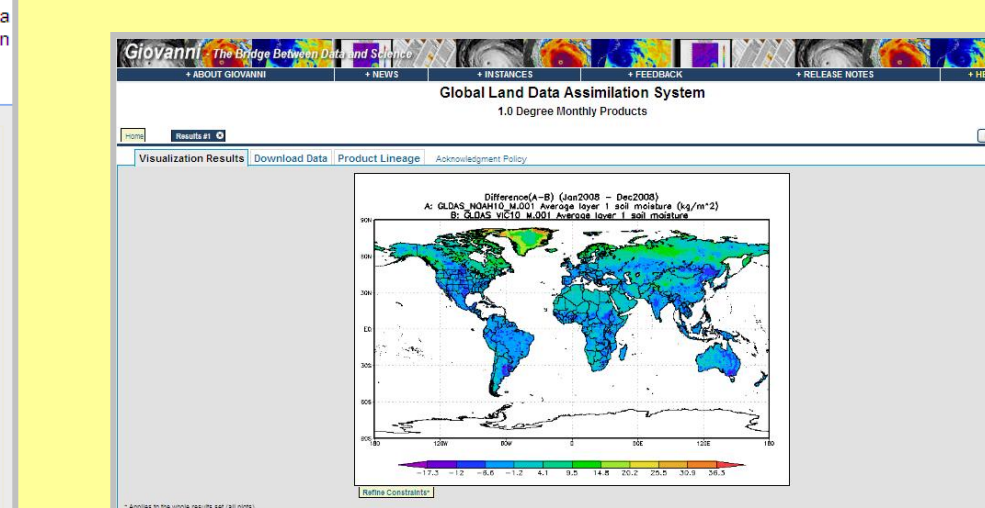 a
n
Giovanni - The Bridge Between Data and Science
+ ABOUT GIOVANNI + NEWS + INSTANCES + FEEDBACK + RELEASE NOTES + HE
Global Land Data Assimilation System
1.0 Degree Monthly Products
Home Results #1
Visualization Results Download Data Product Lineage Acknowledgment Policy
Difference(A-B) (Jan2008 - Dec2008)
A: GLDAS_NOAH10_M.001 Average layer 1 soil moisture (kg/m^2)
B: GLDAS_VIC10_M.001 Average layer 1 soil moisture
90N
60N
30N
EQ
30S
60S
90S
180 120W 60W 0 60E 120E 180
-17.3 -12 -6.6 -1.2 4.1 9.5 14.8 20.2 25.5 30.9 36.3
Refine Constraints*
* Applies to the whole results set (all plots)